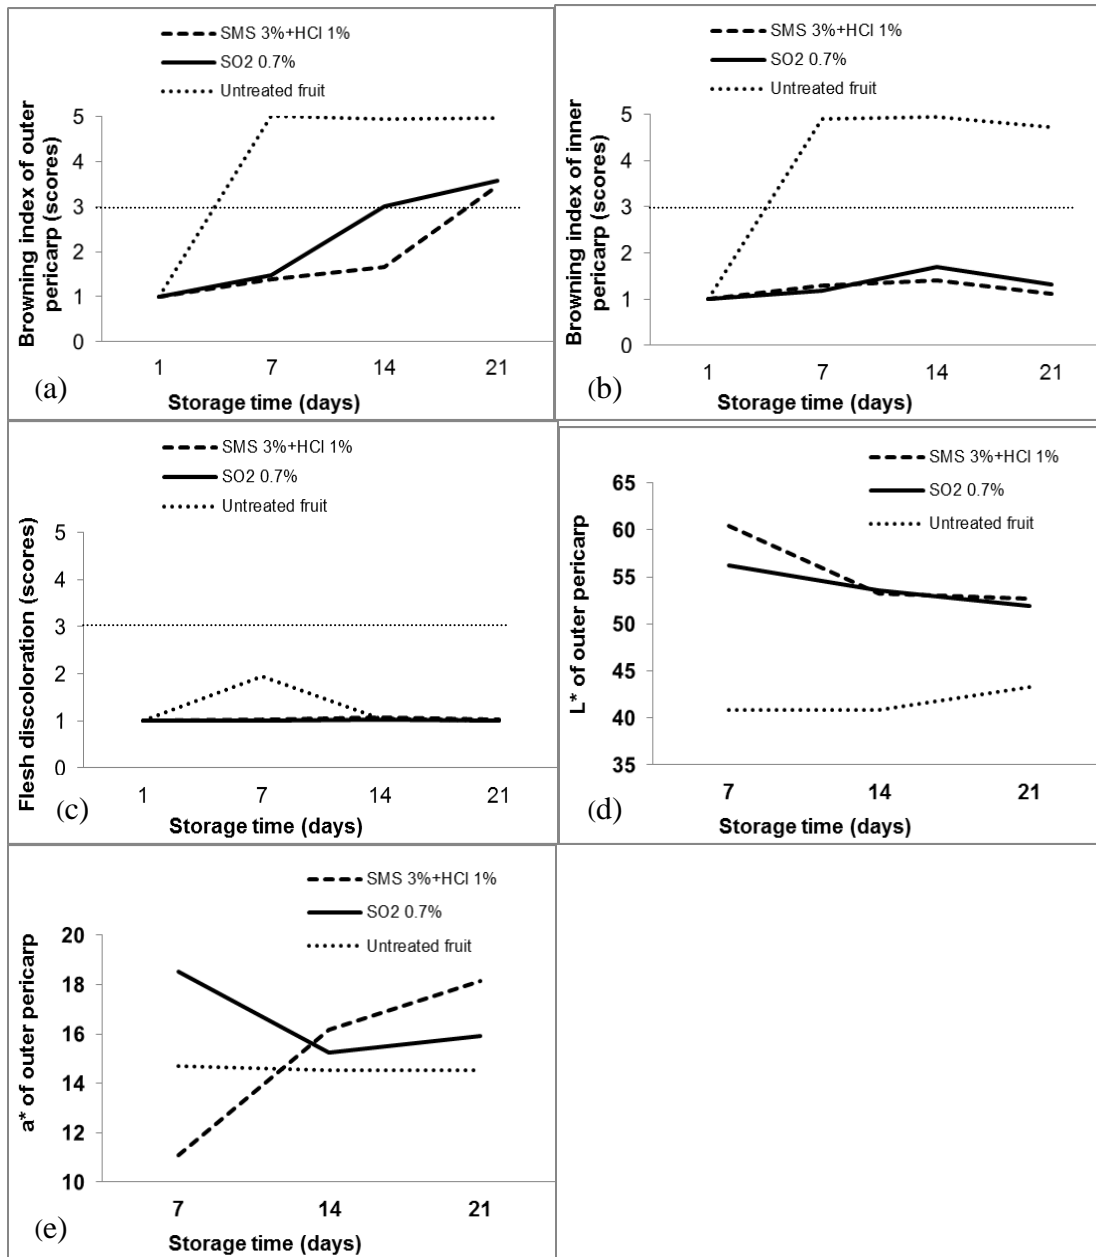 SMS 3%+HCl 1%
SO2 0.7%
Untreated fruit
Browning index of outer
pericarp (scores)
5
4
3
2
1
0
1 7 14 21
Storage time (days)
(a)
SMS 3%+HCl 1%
SO2 0.7%
Untreated fruit
Browning index of inner
pericarp (scores)
5
4
3
2
1
0
1 7 14 21
Storage time (days)
(b)
SMS 3%+HCl 1%
SO2 0.7%
Untreated fruit
Flesh discoloration (scores)
5
4
3
2
1
0
1 7 14 21
Storage time (days)
(c)
SMS 3%+HCl 1%
SO2 0.7%
Untreated fruit
L* of outer pericarp
65
60
55
50
45
40
35
7 14 21
Storage time (days)
(d)
SMS 3%+HCl 1%
SO2 0.7%
Untreated fruit
a* of outer pericarp
20
18
16
14
12
10
7 14 21
Storage time (days)
(e)